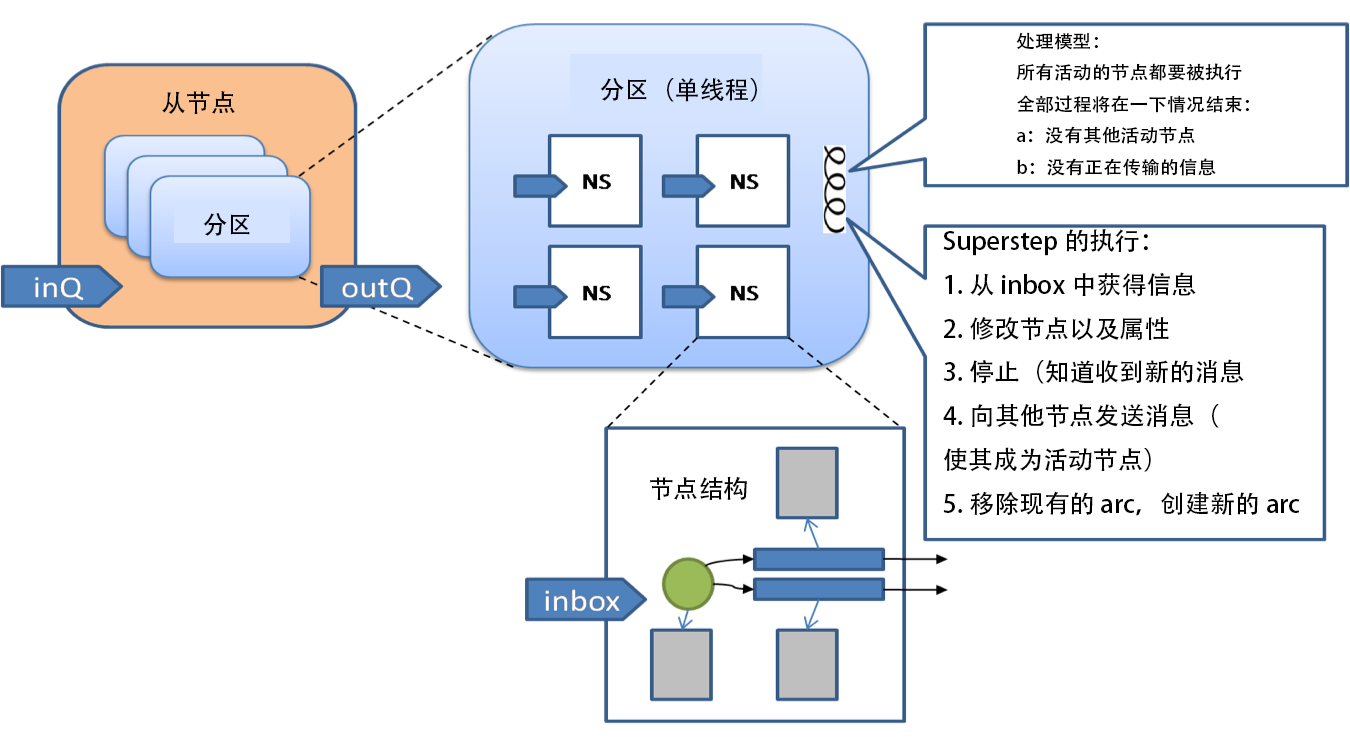 从节点
分区
inQ
outQ
分区（单线程）
NS
NS
NS
NS
处理模型：
所有活动的节点都要被执行
全部过程将在一下情况结束：
a：没有其他活动节点
b：没有正在传输的信息
Superstep 的执行：
1. 从 inbox 中获得信息
2. 修改节点以及属性
3. 停止（知道收到新的消息
4. 向其他节点发送消息（
使其成为活动节点）
5. 移除现有的 arc，创建新的 arc
节点结构
inbox